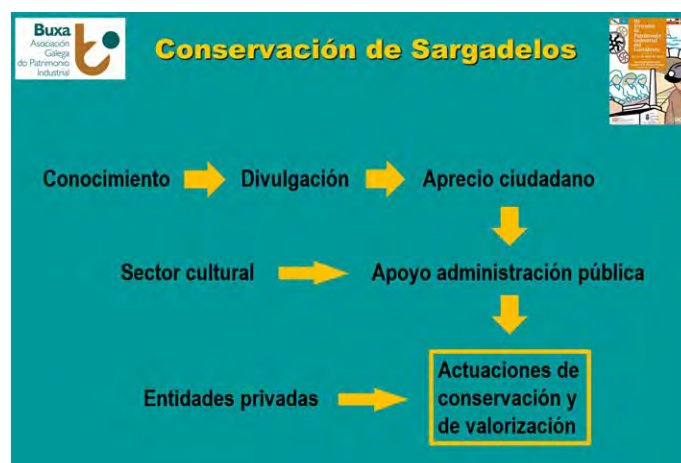 Buxa
Asociación
Galega
do Patrimonio
Industrial
Conservación de Sargadelos
Conocimiento
Divulgación
Aprecio ciudadano
Sector cultural
Apoyo administración pública
Entidades privadas
Actuaciones de
conservación y
de valorización